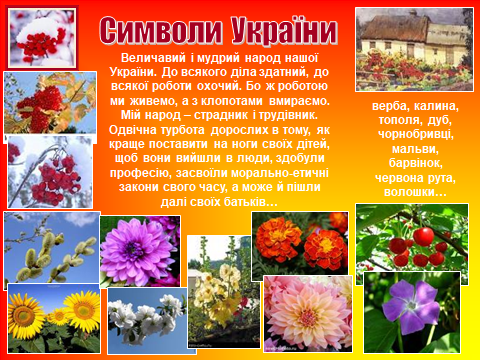 Символи України
Величавий і мудрий народ нашої
України. До всякого діла здатний, до
всякої роботи охочий. Бо ж роботою
ми живемо, а з клопотами вмираємо.
Мій народ – страдник і трудівник.
Одвічна турбота дорослих в тому, як
краще поставити на ноги своїх дітей,
щоб вони вийшли в люди, здобули
професію, засвоїли морально-етичні
закони свого часу, а може й пішли
далі своїх батьків…
верба, калина,
тополя, дуб,
чорнобривці,
мальви,
барвінок,
червона рута,
волошки…